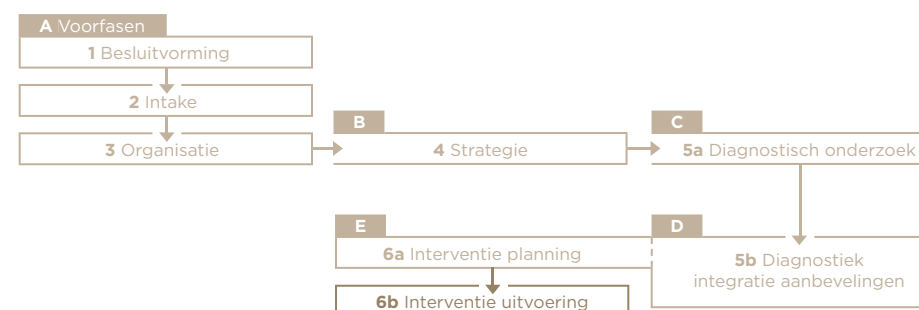 A Voorfasen
1 Besluitvorming
2 Intake
3 Organisatie
B
4 Strategie
C
5a Diagnostisch onderzoek
D
5b Diagnostiek
integratie aanbevelingen
E
6a Interventie planning
6b Interventie uitvoering